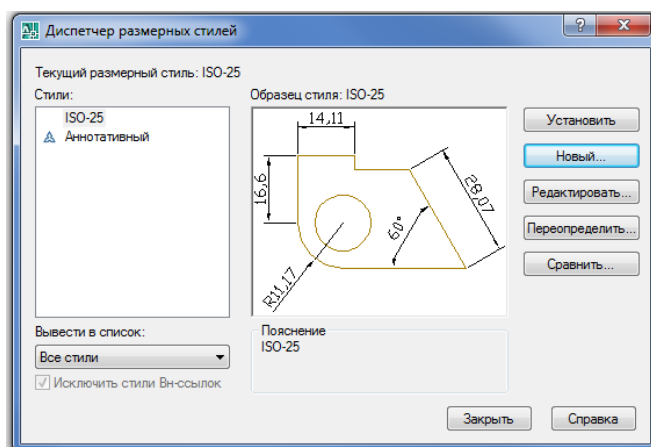 Диспетчер размерных стилей
Текущий размерный стиль: ISO-25
Стили:
ISO-25
Аннотативный
Образец стиля: ISO-25
14,11
16,6
28,07
60°
R11,17
Установить
Новый...
Редактировать...
Переопределить...
Сравнить...
Вывести в список:
Все стили
Исключить стили Вн-ссылок
Пояснение
ISO-25
Закрыть
Справка